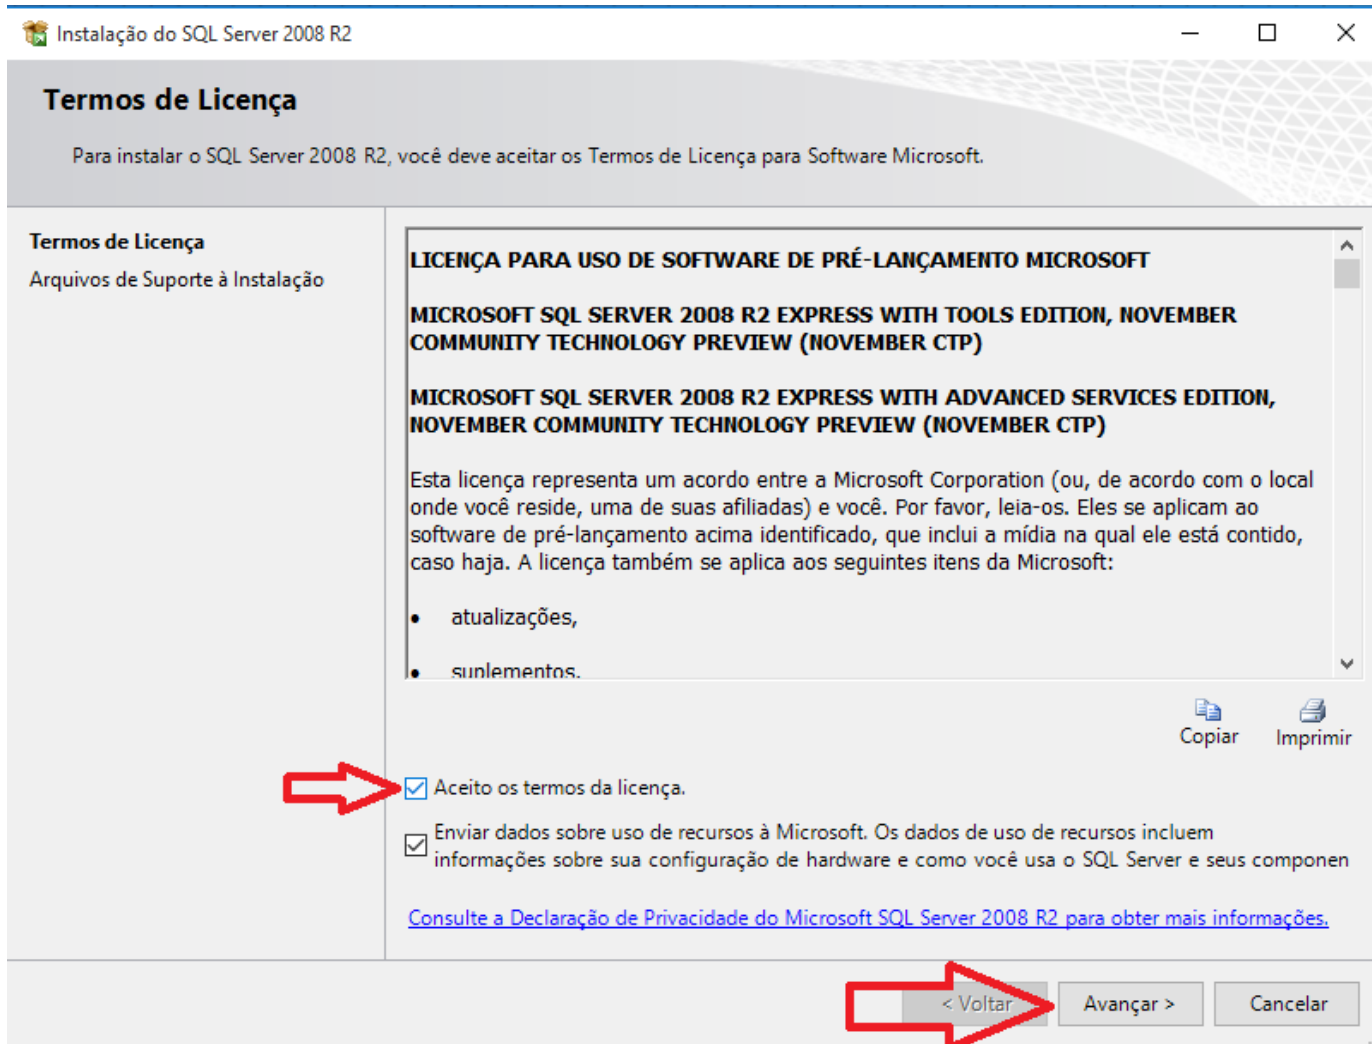 Instalação do SQL Server 2008 R2
Termos de Licença
Para instalar o SQL Server 2008 R2, você deve aceitar os Termos de Licença para Software Microsoft.
Termos de Licença
Arquivos de Suporte à Instalação
LICENÇA PARA USO DE SOFTWARE DE PRÉ-LANÇAMENTO MICROSOFT
MICROSOFT SQL SERVER 2008 R2 EXPRESS WITH TOOLS EDITION, NOVEMBER
COMMUNITY TECHNOLOGY PREVIEW (NOVEMBER CTP)
MICROSOFT SQL SERVER 2008 R2 EXPRESS WITH ADVANCED SERVICES EDITION,
NOVEMBER COMMUNITY TECHNOLOGY PREVIEW (NOVEMBER CTP)
Esta licença representa um acordo entre a Microsoft Corporation (ou, de acordo com o local
onde você reside, uma de suas afiliadas) e você. Por favor, leia-os. Eles se aplicam ao
software de pré-lançamento acima identificado, que inclui a mídia na qual ele está contido,
caso haja. A licença também se aplica aos seguintes itens da Microsoft:
• atualizações,
• suplementos,
Copiar Imprimir
Aceito os termos da licença.
Enviar dados sobre uso de recursos à Microsoft. Os dados de uso de recursos incluem
informações sobre sua configuração de hardware e como você usa o SQL Server e seus componen
Consulte a Declaração de Privacidade do Microsoft SQL Server 2008 R2 para obter mais informações.
< Voltar Avançar > Cancelar